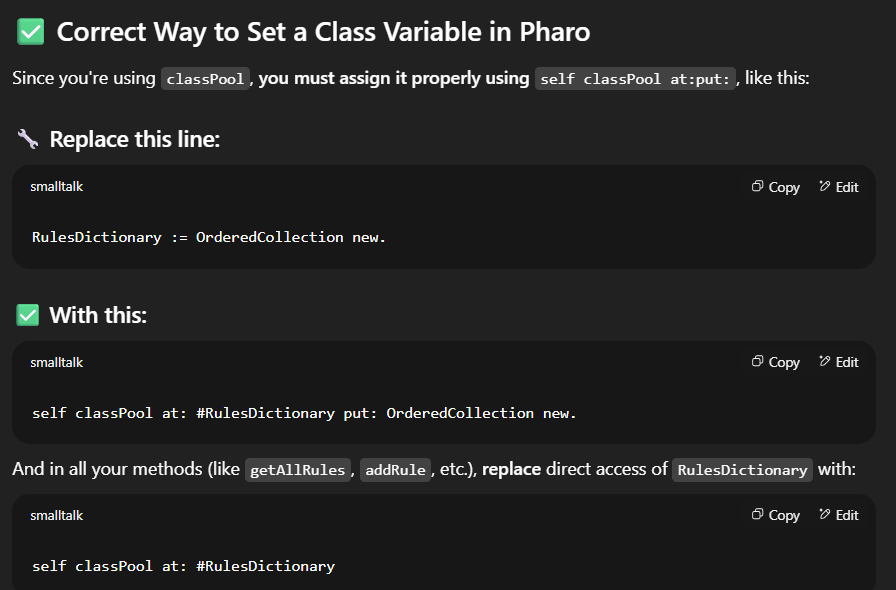 ✅ Correct Way to Set a Class Variable in Pharo
Since you're using classPool, you must assign it properly using self classPool at:put:, like this:
🔧 Replace this line:
smalltalk Copy Edit
RulesDictionary := OrderedCollection new.
✅ With this:
smalltalk Copy Edit
self classPool at: #RulesDictionary put: OrderedCollection new.
And in all your methods (like getAllRules, addRule, etc.), replace direct access of RulesDictionary with:
smalltalk Copy Edit
self classPool at: #RulesDictionary